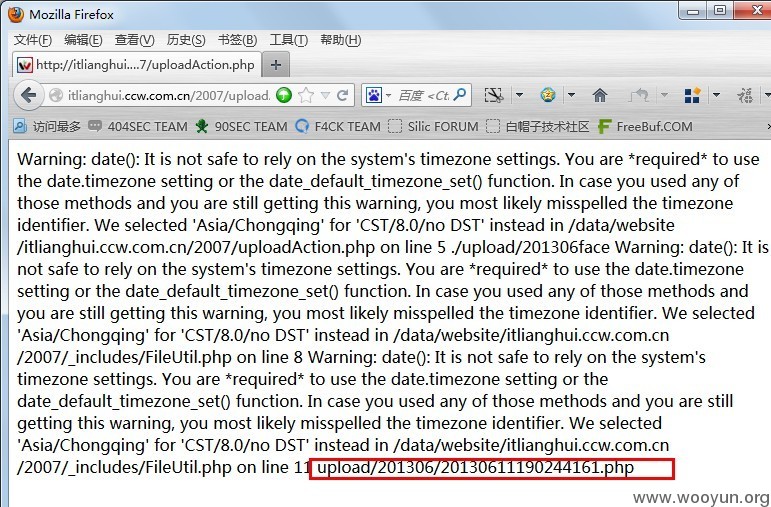 Mozilla Firefox
文件(F) 编辑(E) 查看(V) 历史(S) 书签(B) 工具(T) 帮助(H)
http://itlianghui....7/uploadAction.php
itlianghui.ccw.com.cn/2007/upload. 百度 <Ct.
访问最多 404SEC TEAM 90SEC TEAM F4CK TEAM Silic FORUM 白帽子技术社区 FreeBuf.COM
Warning: date(): It is not safe to rely on the system's timezone settings. You are *required* to use
the date.timezone setting or the date_default_timezone_set() function. In case you used any of
those methods and you are still getting this warning, you most likely misspelled the timezone
identifier. We selected 'Asia/Chongqing' for 'CST/8.0/no DST' instead in /data/website
/itlianghui.ccw.com.cn/2007/uploadAction.php on line 5 ./upload/201306face Warning: date(): It is
not safe to rely on the system's timezone settings. You are *required* to use the date.timezone
setting or the date_default_timezone_set() function. In case you used any of those methods and
you are still getting this warning, you most likely misspelled the timezone identifier. We selected
'Asia/Chongqing' for 'CST/8.0/no DST' instead in /data/website/itlianghui.ccw.com.cn
/2007/_includes/FileUtil.php on line 8 Warning: date(): It is not safe to rely on the system's
timezone settings. You are *required* to use the date.timezone setting or the
date_default_timezone_set() function. In case you used any of those methods and you are still
getting this warning, you most likely misspelled the timezone identifier. We selected
'Asia/Chongqing' for 'CST/8.0/no DST' instead in /data/website/itlianghui.ccw.com.cn
/2007/_includes/FileUtil.php on line 11 upload/201306/20130611190244161.php
www.wooyun.org